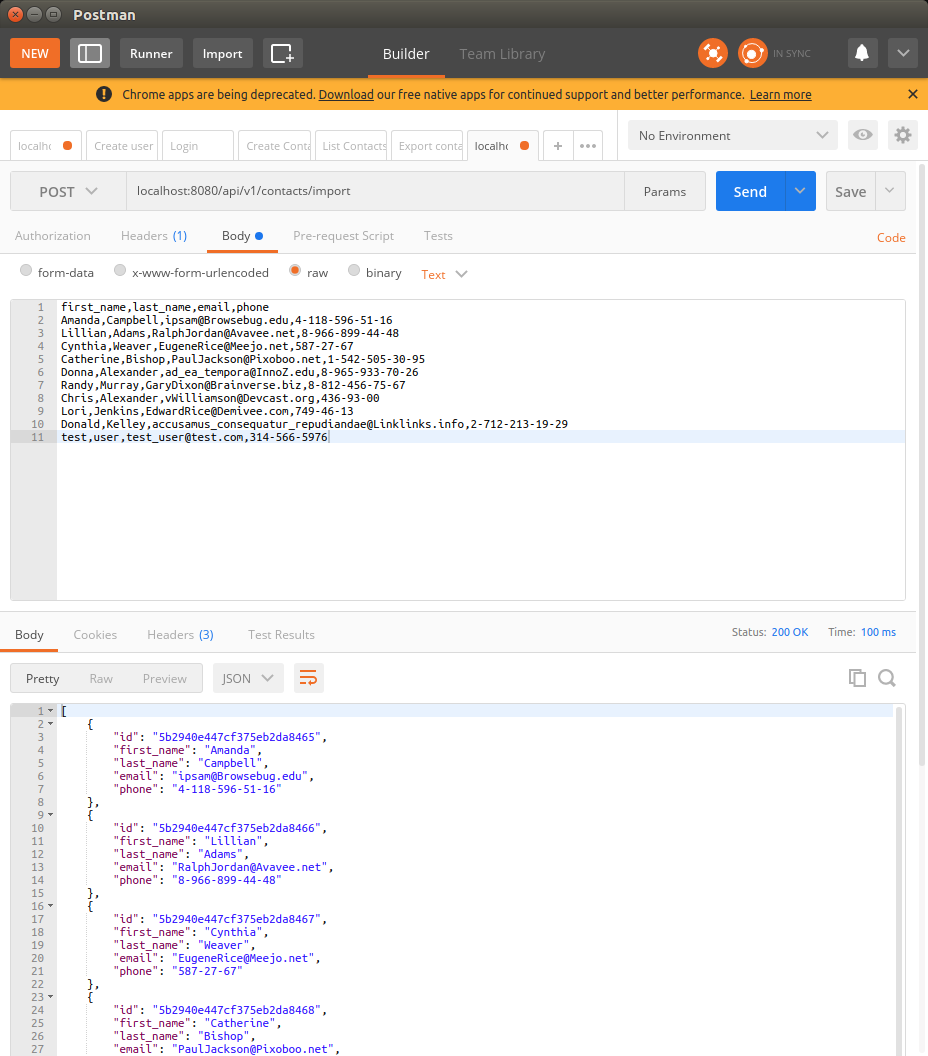 Postman
NEW Runner Import Builder Team Library IN SYNC
Chrome apps are being deprecated. Download our free native apps for continued support and better performance. Learn more
localhc Create user Login Create Conta List Contacts Export conta localhc + ••• No Environment
POST localhost:8080/api/v1/contacts/import Params Send Save
Authorization Headers (1) Body Pre-request Script Tests Code
form-data x-www-form-urlencoded raw binary Text
1 first_name,last_name,email,phone
2 Amanda,Campbell,ipsam@Browsebug.edu,4-118-596-51-16
3 Lillian,Adams,RalphJordan@Avavee.net,8-966-899-44-48
4 Cynthia,Weaver,EugeneRice@Meejo.net,587-27-67
5 Catherine,Bishop,PaulJackson@Pixoboo.net,1-542-505-30-95
6 Donna,Alexander,ad_ea_tempora@InnoZ.edu,8-965-933-70-26
7 Randy,Murray,GaryDixon@Brainverse.biz,8-812-456-75-67
8 Chris,Alexander,vWilliamson@Devcast.org,436-93-00
9 Lori,Jenkins,EdwardRice@Demivee.com,749-46-13
10 Donald,Kelley,accusamus_consequatur_repudiandae@Linklinks.info,2-712-213-19-29
11 test,user,test_user@test.com,314-566-5976
Body Cookies Headers (3) Test Results Status: 200 OK Time: 100 ms
Pretty Raw Preview JSON
1 [
2 {
3 "id": "5b2940e447cf375eb2da8465",
4 "first_name": "Amanda",
5 "last_name": "Campbell",
6 "email": "ipsam@Browsebug.edu",
7 "phone": "4-118-596-51-16"
8 },
9 {
10 "id": "5b2940e447cf375eb2da8466",
11 "first_name": "Lillian",
12 "last_name": "Adams",
13 "email": "RalphJordan@Avavee.net",
14 "phone": "8-966-899-44-48"
15 },
16 {
17 "id": "5b2940e447cf375eb2da8467",
18 "first_name": "Cynthia",
19 "last_name": "Weaver",
20 "email": "EugeneRice@Meejo.net",
21 "phone": "587-27-67"
22 },
23 {
24 "id": "5b2940e447cf375eb2da8468",
25 "first_name": "Catherine",
26 "last_name": "Bishop",
27 "email": "PaulJackson@Pixoboo.net",